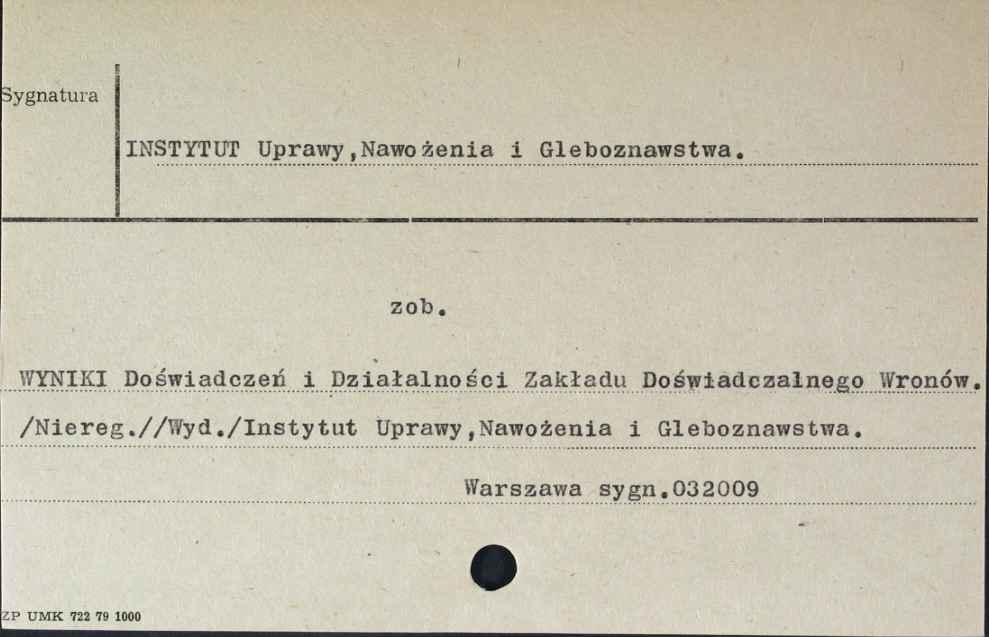 Sygnatura
INSTYTUT Uprawy,Nawożenia i Gleboznawstwa.
zob.
WYNIKI Doświadczeń i Działalności Zakładu Doświadczalnego Wronów.
/Niereg.//Wyd./Instytut Uprawy,Nawożenia i Gleboznawstwa.
Warszawa sygn.032009
ZP UMK 722 79 1000